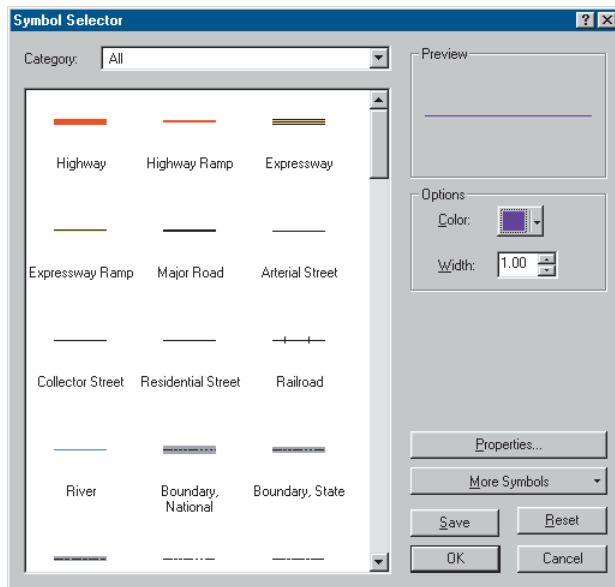 Symbol Selector
Category: All
Preview
Highway
Highway Ramp
Expressway
Options
Color:
Width: 1.00
Expressway Ramp
Major Road
Arterial Street
Collector Street
Residential Street
Railroad
River
Boundary,
National
Boundary, State
Properties...
More Symbols
Save
Reset
OK
Cancel